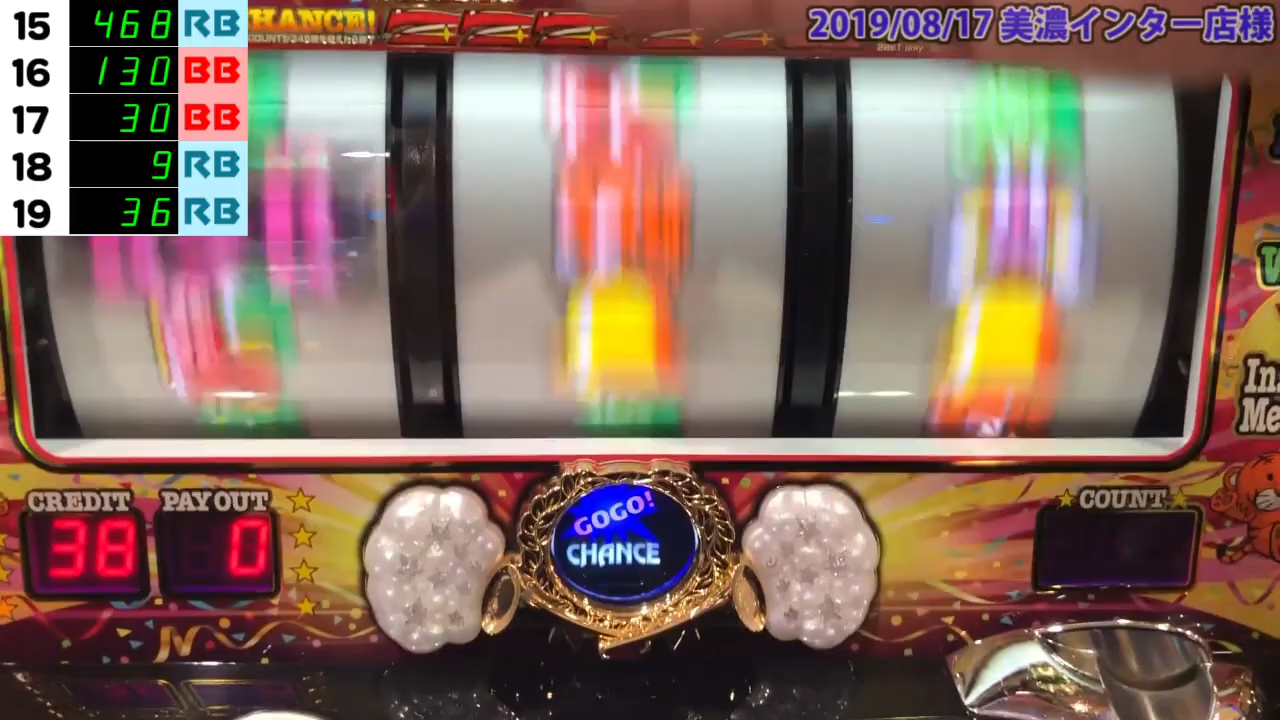 15 468 RB
16 130 BB
17 30 BB
18 9 RB
19 36 RB
CHANCE!
2019/08/17 美濃インター店様
CREDIT
38
PAY OUT
0
GOGO!
CHANCE
COUNT